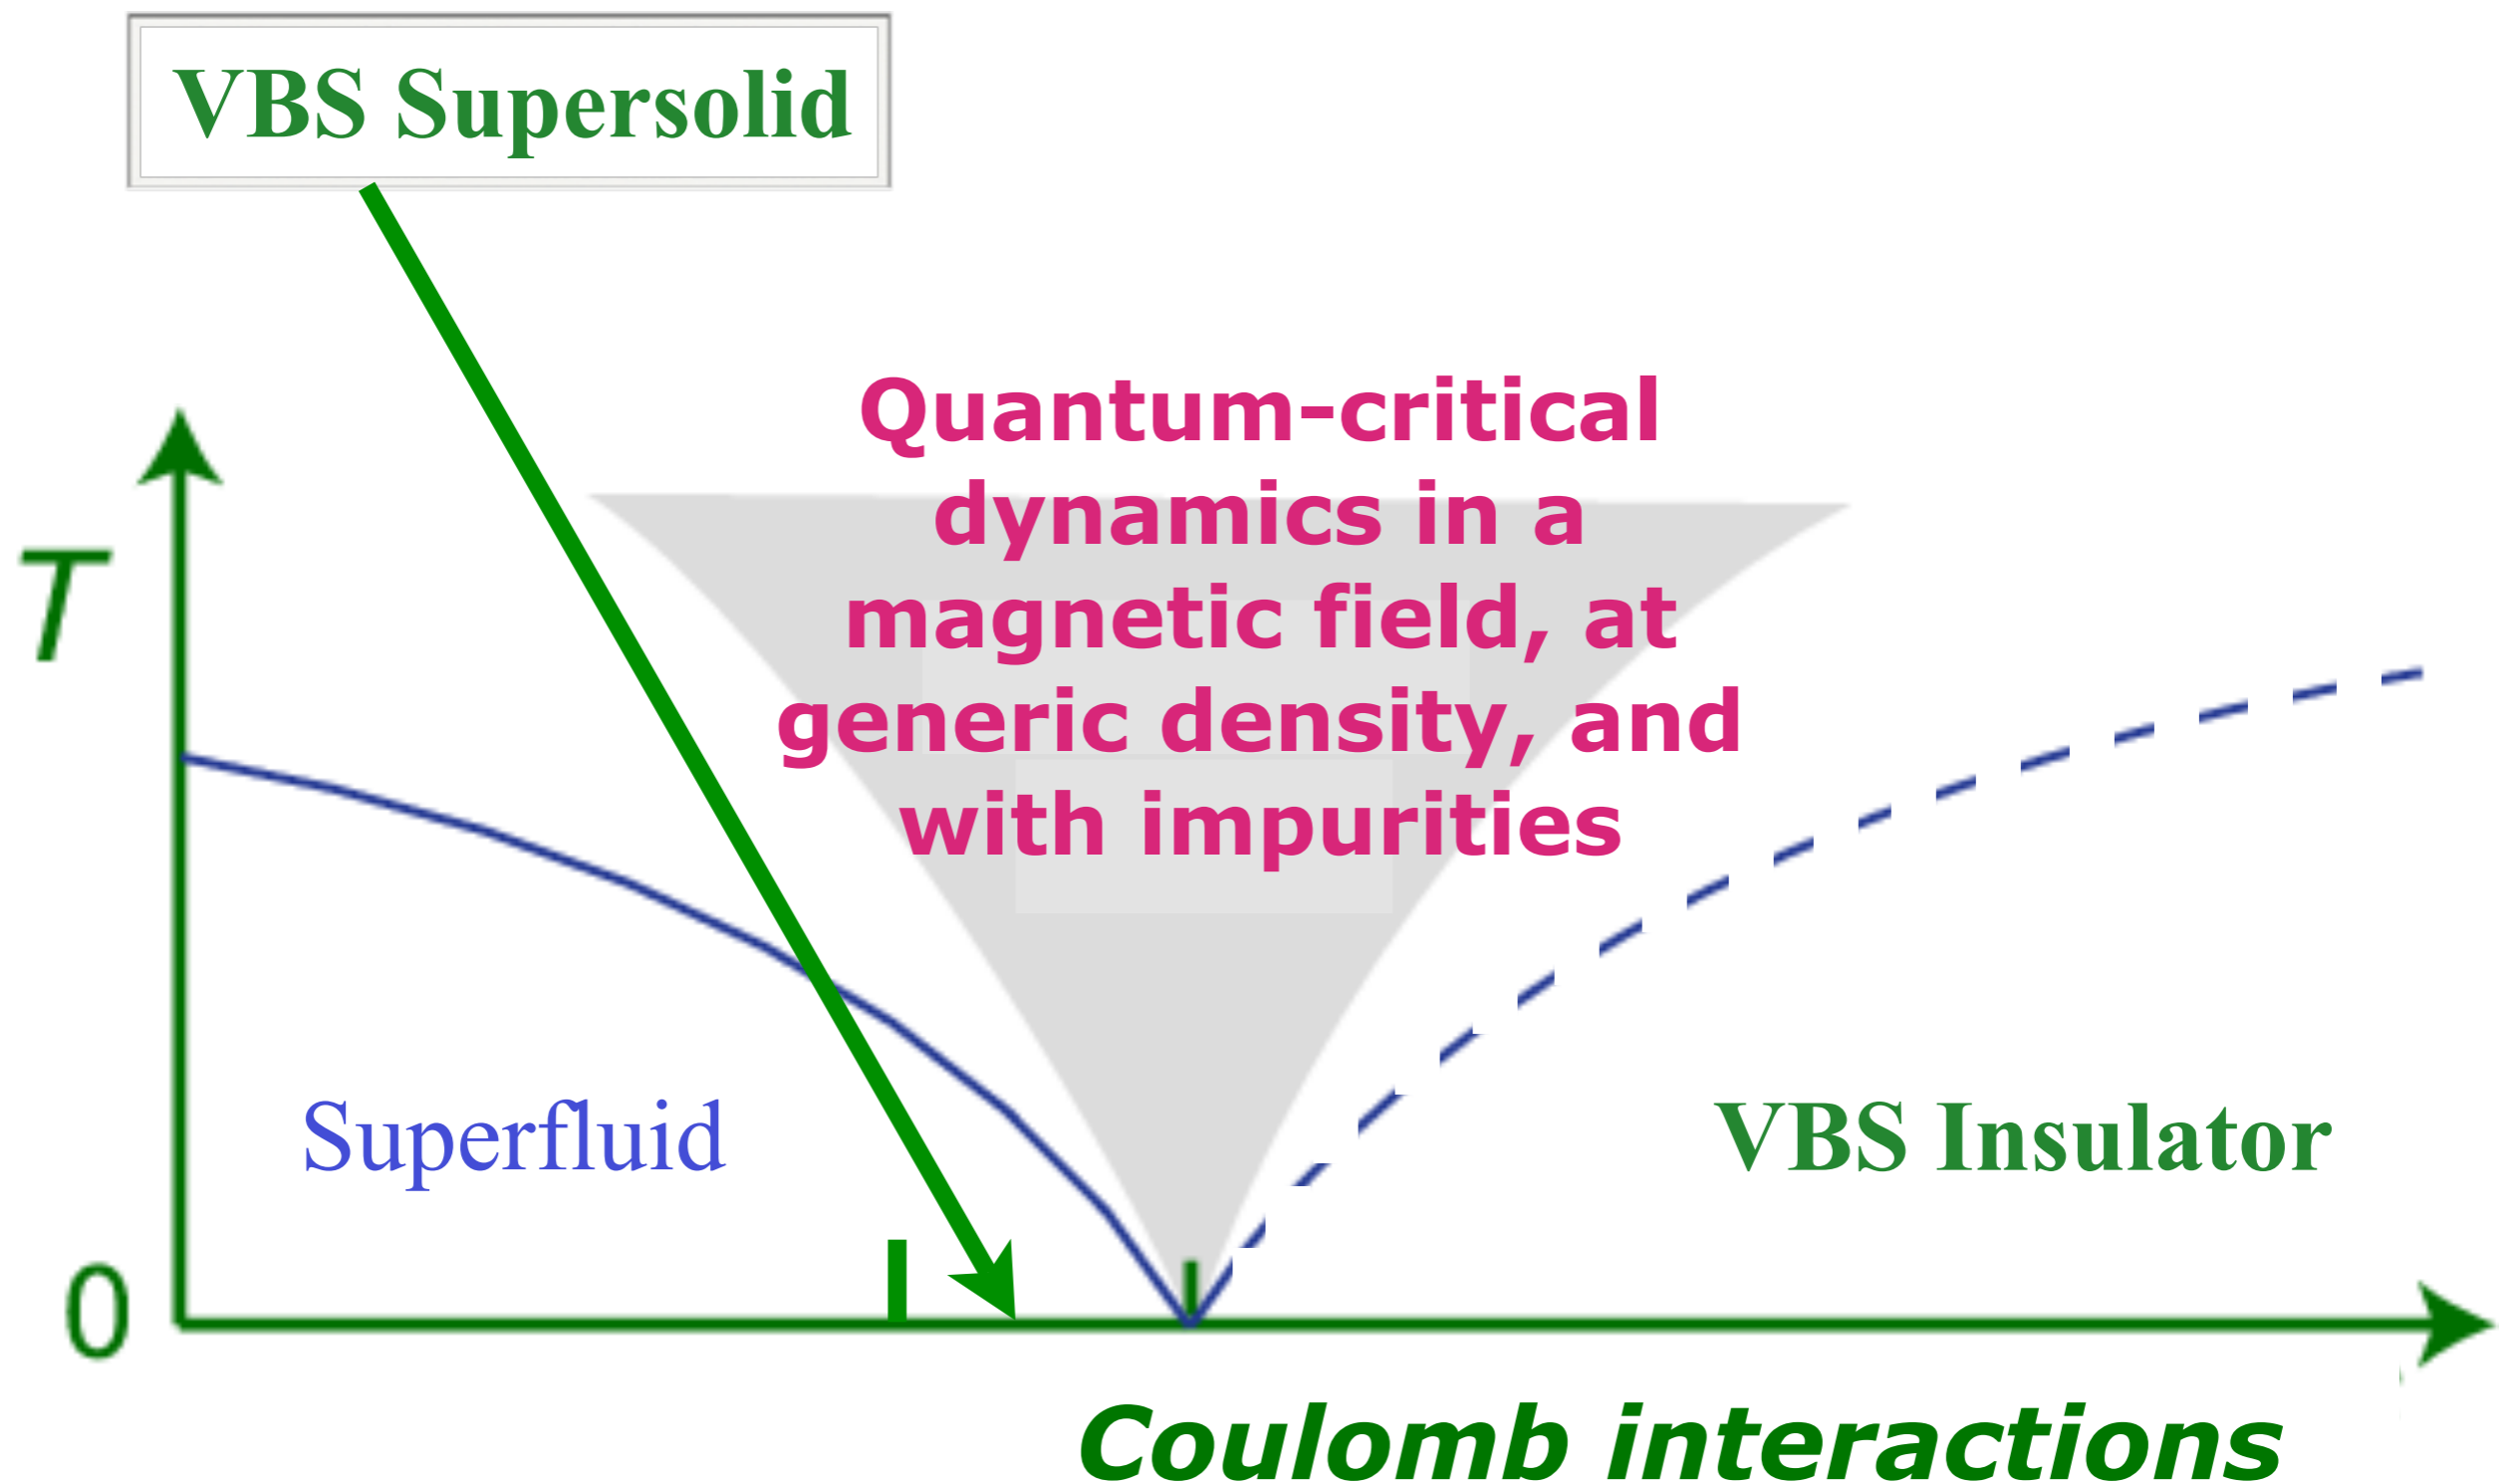 VBS Supersolid
Quantum-critical
dynamics in a
magnetic field, at
generic density, and
with impurities
T
Superfluid
VBS Insulator
0
Coulomb interactions